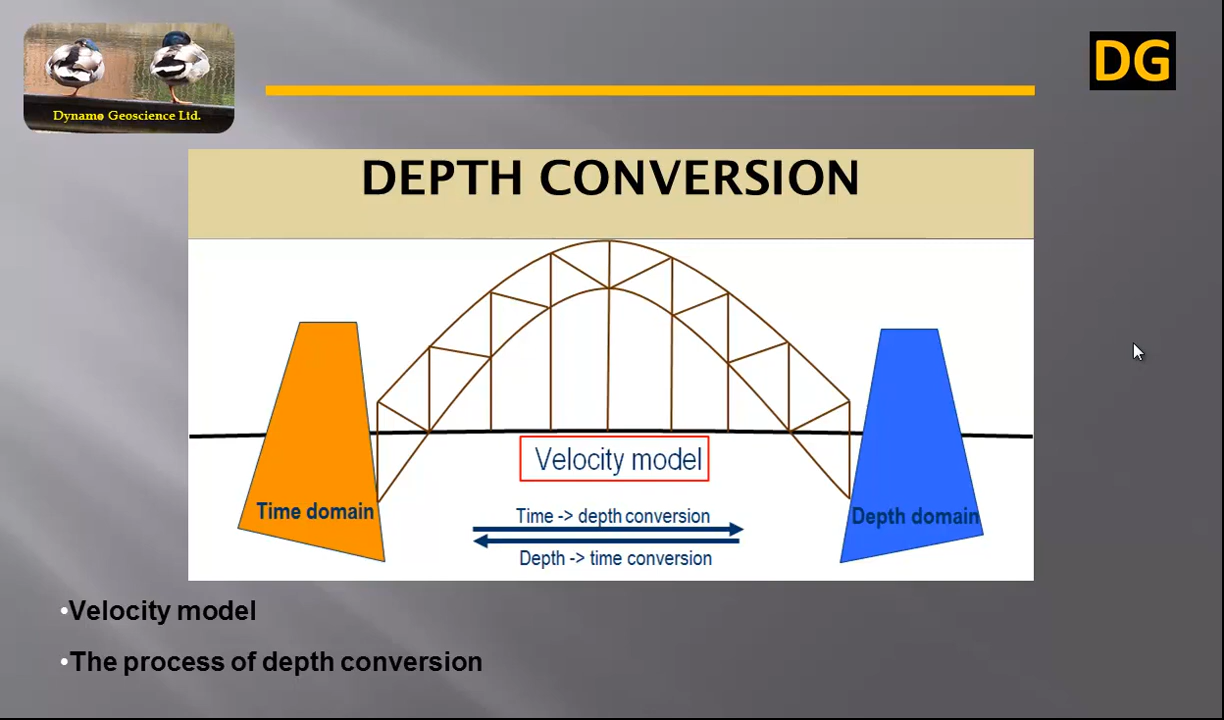 Dynamo Geoscience Ltd.
DG
DEPTH CONVERSION
Velocity model
Time domain
Time -> depth conversion
Depth domain
Depth -> time conversion
•Velocity model
•The process of depth conversion